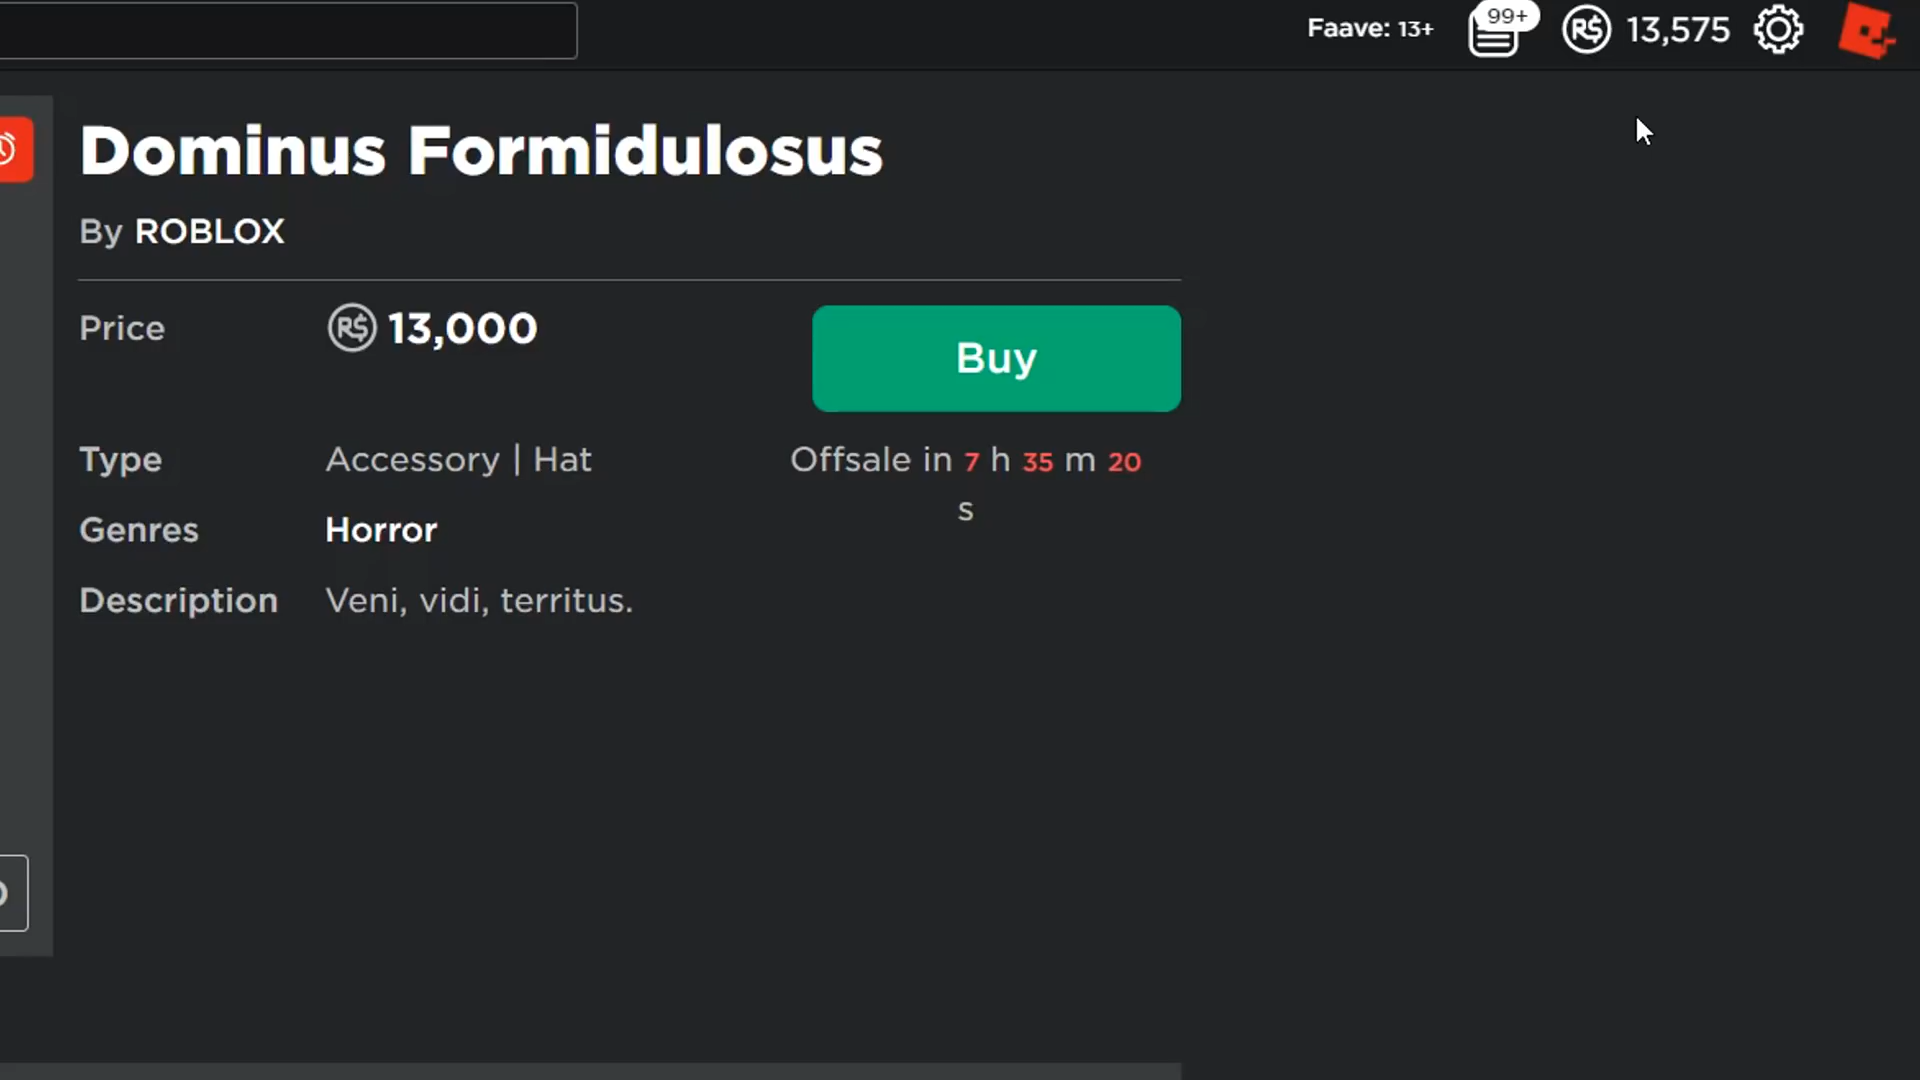 Faave: 13+
99+
R$ 13,575
Dominus Formidulosus
By ROBLOX
Price
R$ 13,000
Buy
Type
Accessory | Hat
Offsale in 7 h 35 m 20
s
Genres
Horror
Description
Veni, vidi, territus.